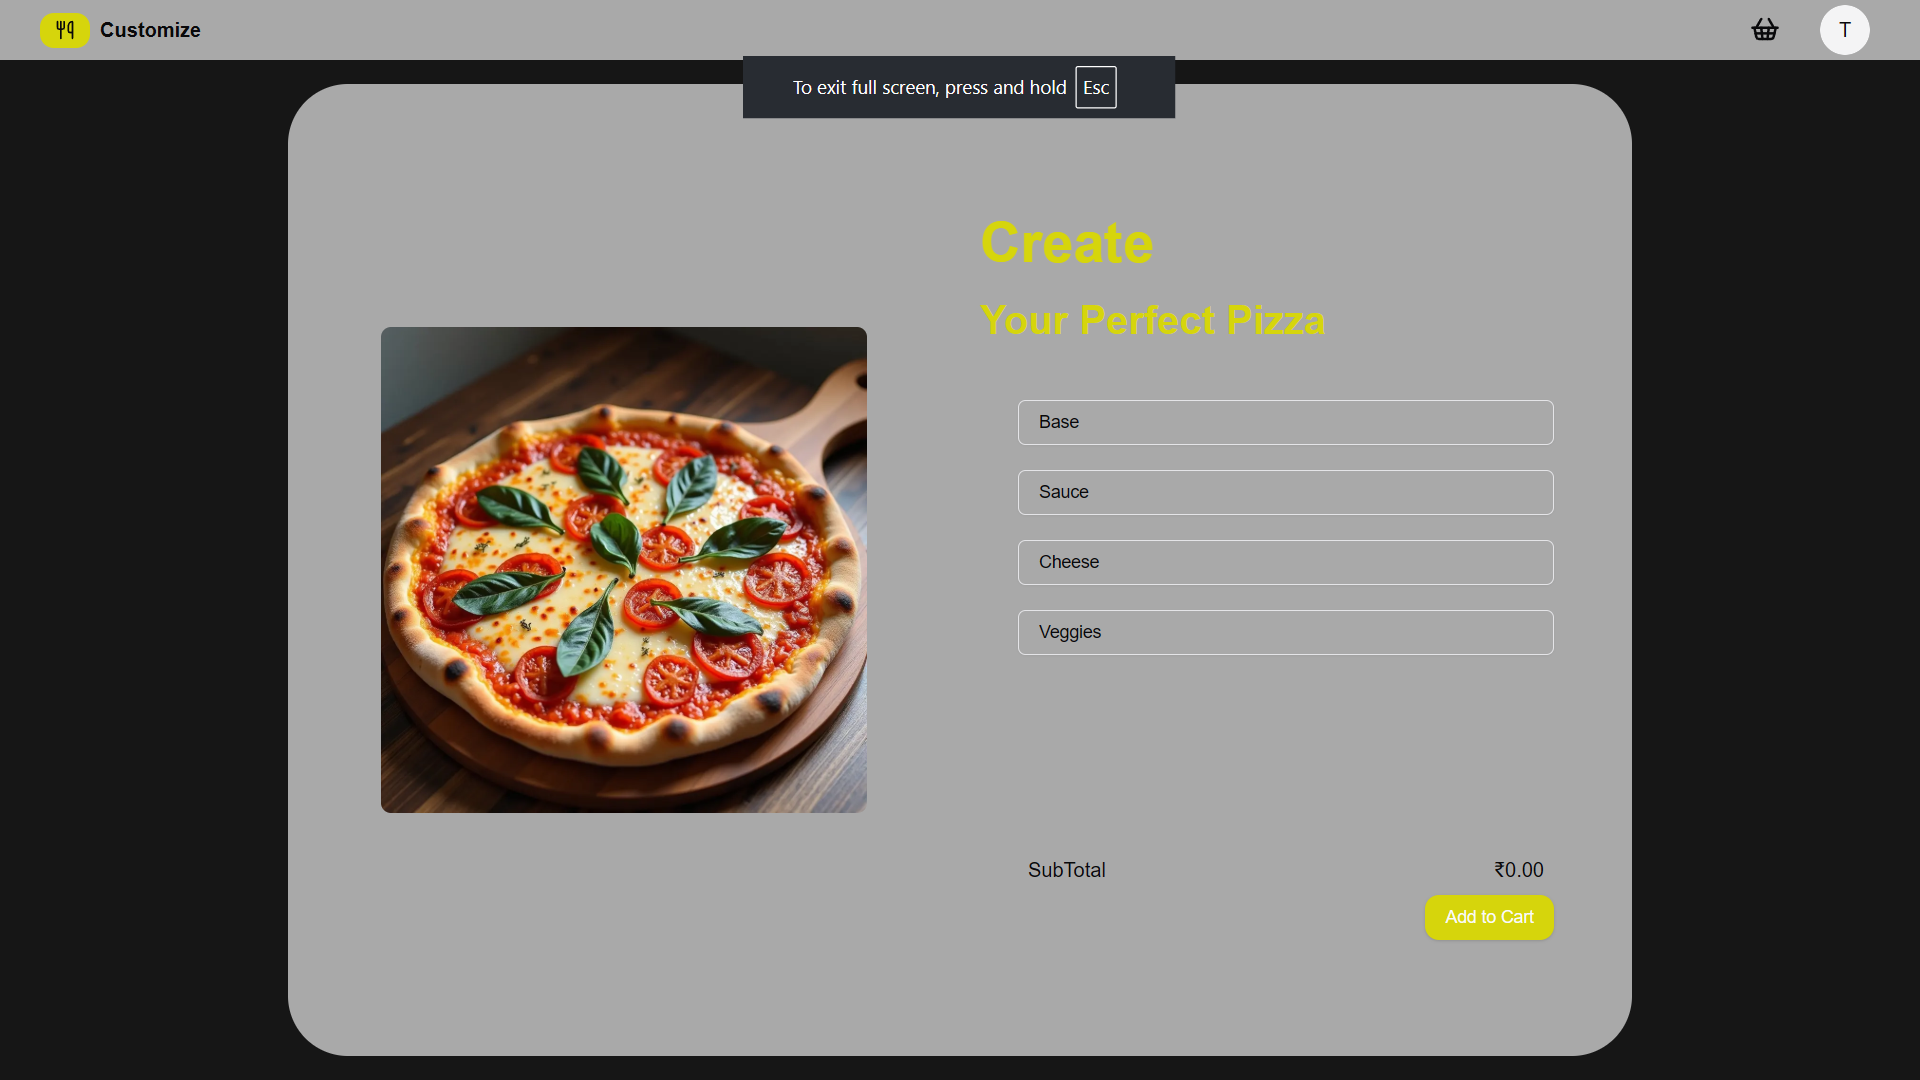 Customize
T
To exit full screen, press and hold Esc
Create
Your Perfect Pizza
Base
Sauce
Cheese
Veggies
SubTotal ₹0.00
Add to Cart